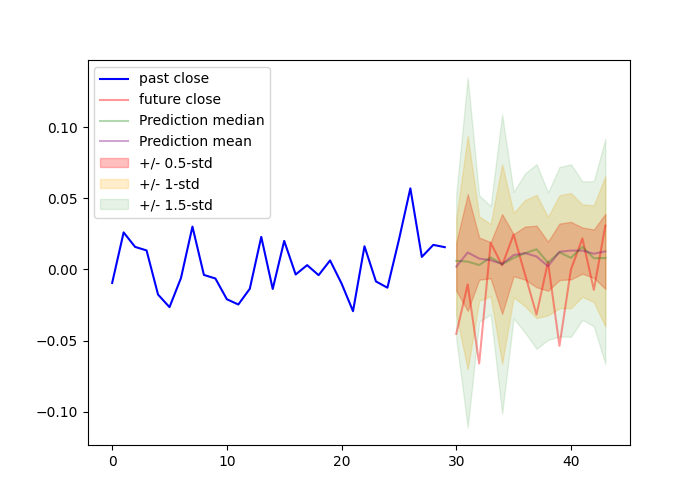 past close
future close
Prediction median
Prediction mean
+/- 0.5-std
+/- 1-std
+/- 1.5-std
0.10
0.05
0.00
−0.05
−0.10
0
10
20
30
40